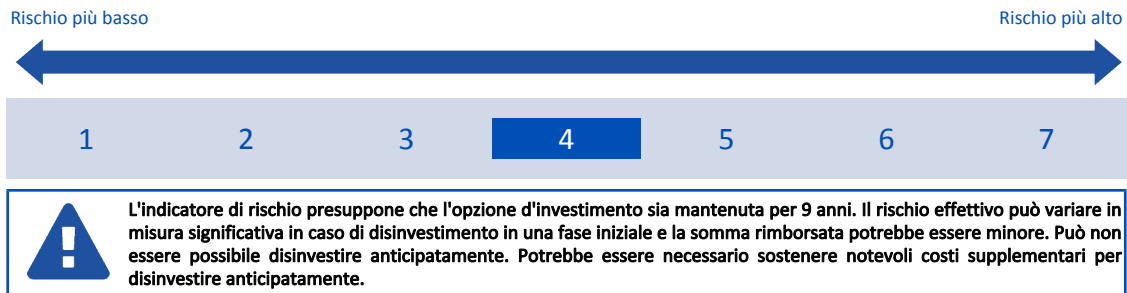 Rischio più basso Rischio più alto
1 2 3 4 5 6 7
L'indicatore di rischio presuppone che l'opzione d'investimento sia mantenuta per 9 anni. Il rischio effettivo può variare in
misura significativa in caso di disinvestimento in una fase iniziale e la somma rimborsata potrebbe essere minore. Può non
essere possibile disinvestire anticipatamente. Potrebbe essere necessario sostenere notevoli costi supplementari per
disinvestire anticipatamente.